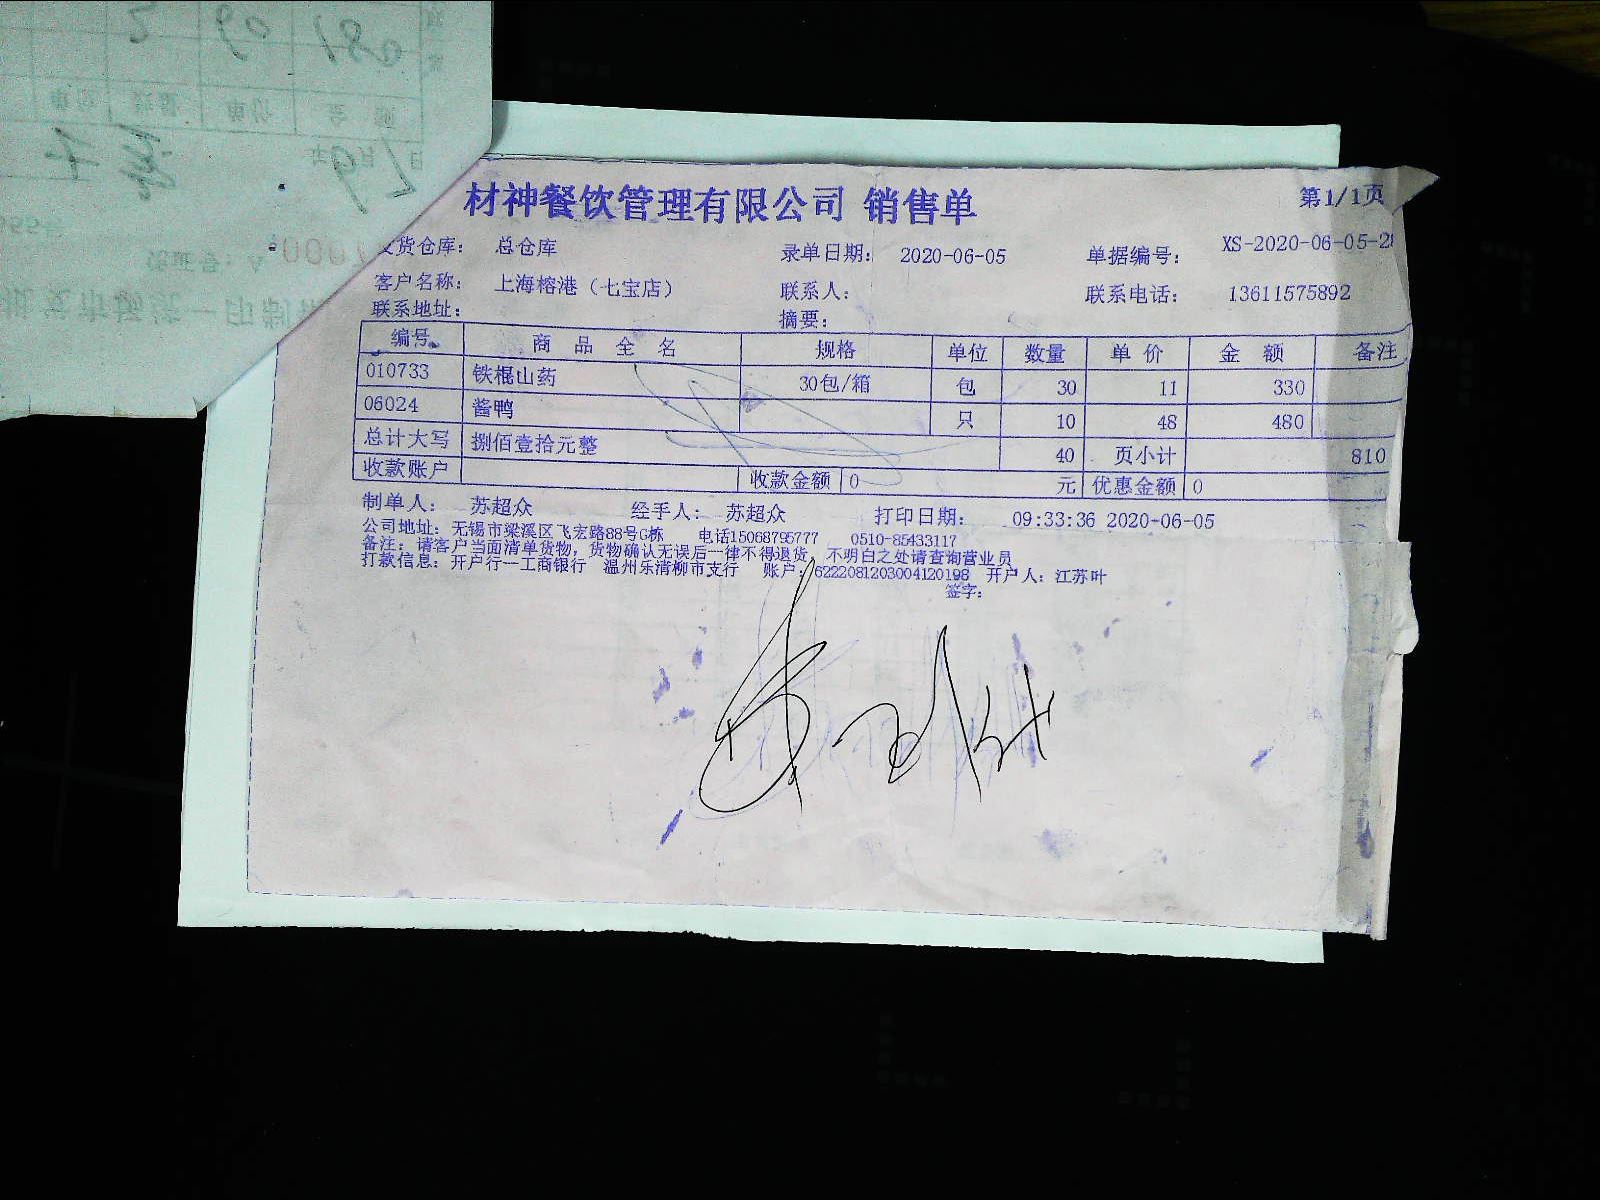 材神餐饮管理有限公司 销售单
第1/1页
发货仓库: 总仓库 录单日期: 2020-06-05 单据编号: XS-2020-06-05-2
客户名称: 上海榕港（七宝店） 联系人: 联系电话: 13611575892
联系地址: 摘要:
编号 商品全名 规格 单位 数量 单价 金额 备注
010733 铁棍山药 30包/箱 包 30 11 330
06024 酱鸭 只 10 48 480
总计大写 捌佰壹拾元整 40 页小计 810
收款账户 收款金额 0 元 优惠金额 0
制单人: 苏超众 经手人: 苏超众 打印日期: 09:33:36 2020-06-05
公司地址: 无锡市梁溪区飞宏路88号G栋 电话15068795777 0510-85433117
备注: 请客户当面清单货物, 货物确认无误后一律不得退货, 不明白之处请查询营业员
打款信息: 开户行—工商银行 温州乐清柳市支行 账户: 6222081203004120198 开户人: 江苏叶
签字: